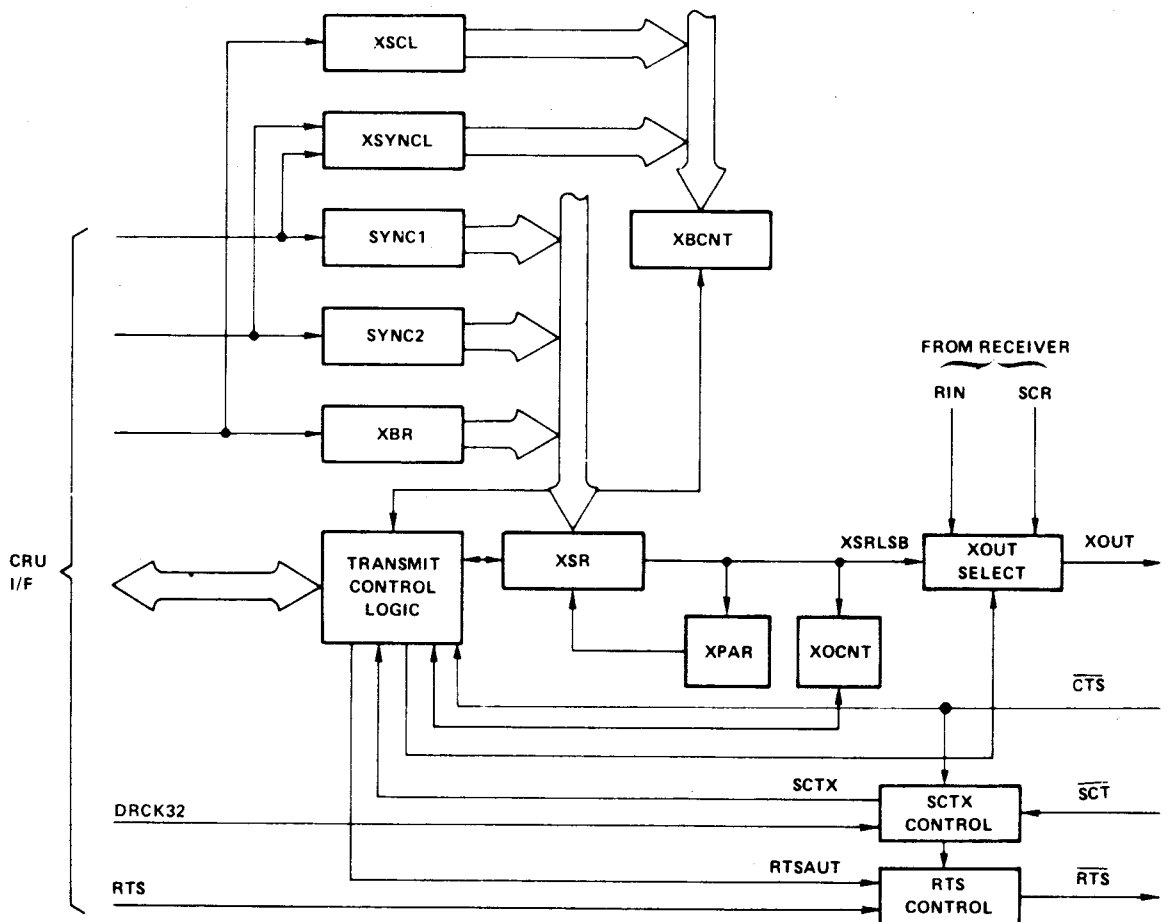 XSCL
XSYNCL
SYNC1
XBCNT
SYNC2
FROM RECEIVER
RIN
SCR
XBR
CRU
I/F
TRANSMIT
CONTROL
LOGIC
XSR
XSRLSB
XOUT
SELECT
XOUT
XPAR
XOCNT
CTS
SCTX
SCTX
CONTROL
SCT
DRCK32
RTSAUT
RTS
RTS
CONTROL
RTS